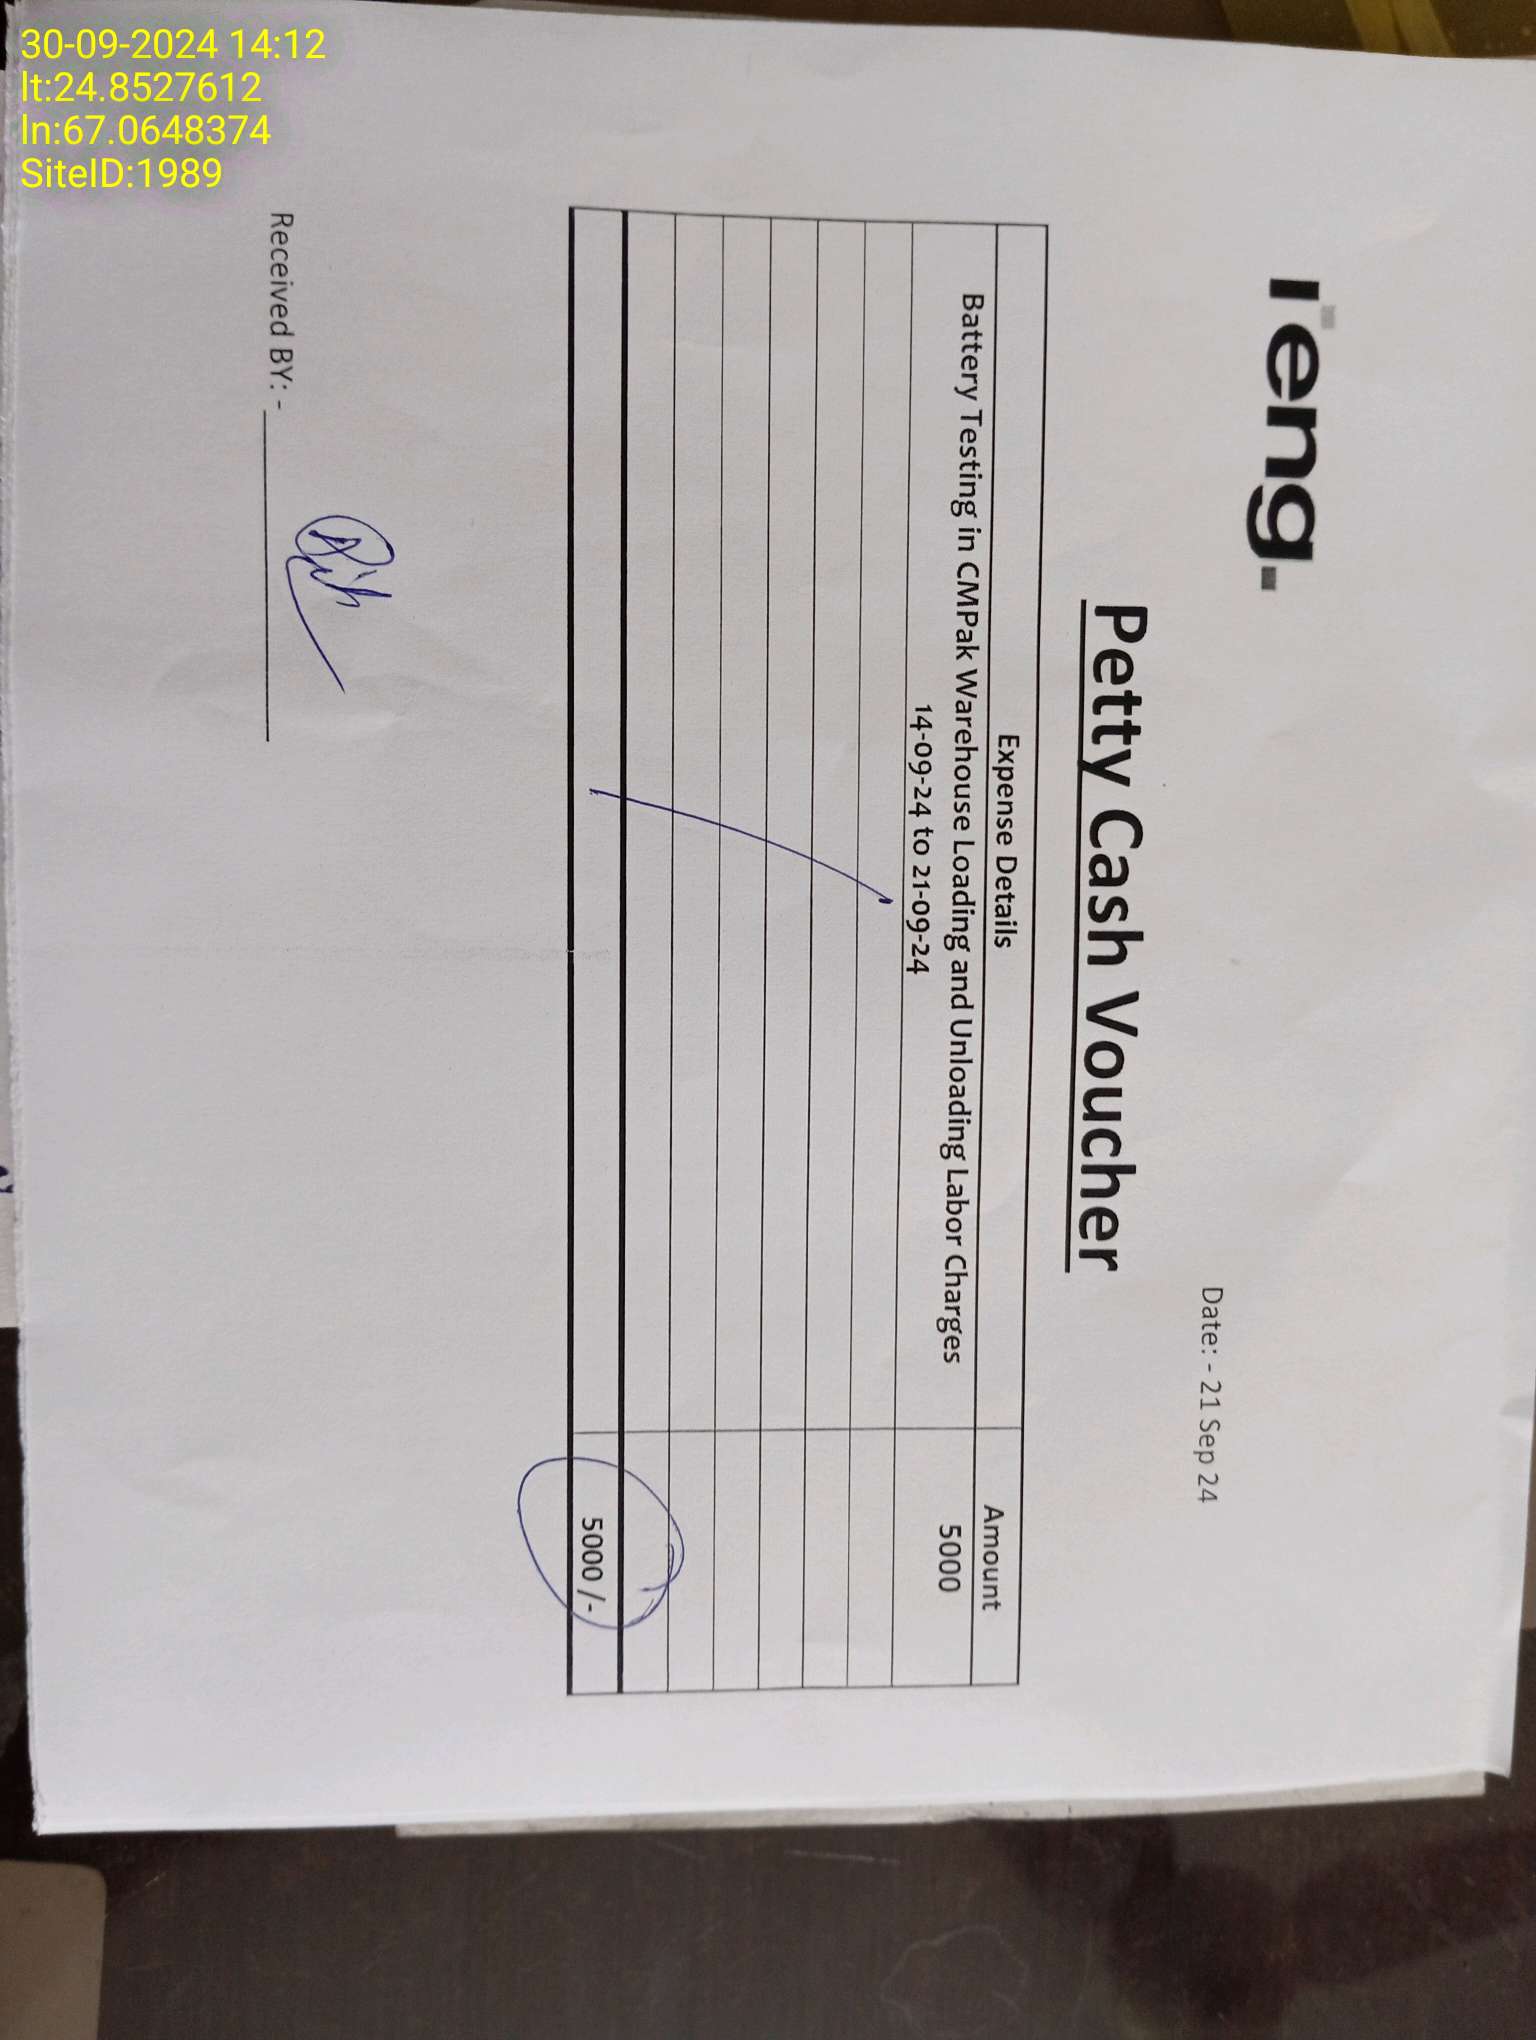 30-09-2024 14:12
lt:24.8527612
ln:67.0648374
SiteID:1989
eng.
Date: - 21 Sep 24
Petty Cash Voucher
Expense Details Amount
Battery Testing in CMPak Warehouse Loading and Unloading Labor Charges 5000
14-09-24 to 21-09-24
5000 /-
Received BY: -